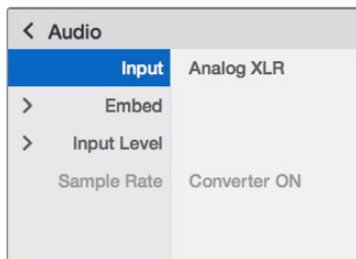 Audio
Input Analog XLR
Embed
Input Level
Sample Rate Converter ON